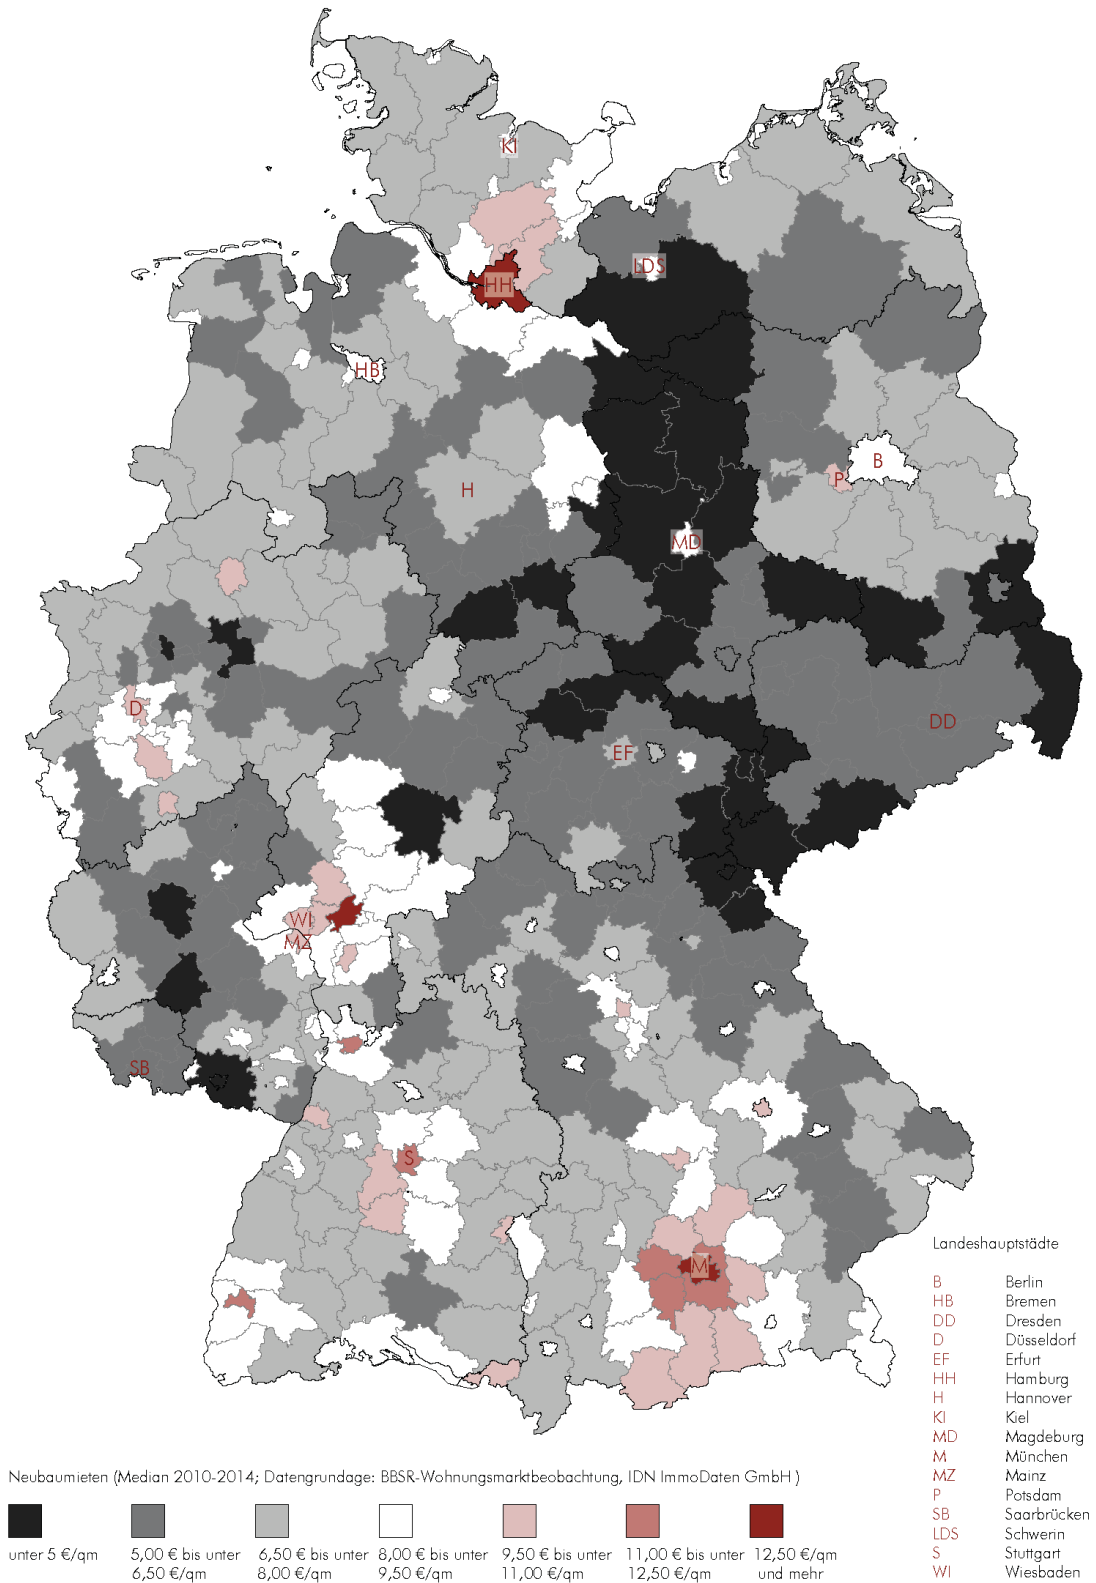 KI
LDS
HH
HB
B
P
H
MD
D
DD
EF
WI
MZ
SB
S
M
Landeshauptstädte
B Berlin
HB Bremen
DD Dresden
D Düsseldorf
EF Erfurt
HH Hamburg
H Hannover
KI Kiel
MD Magdeburg
M München
MZ Mainz
P Potsdam
SB Saarbrücken
LDS Schwerin
S Stuttgart
WI Wiesbaden
Neubaumieten (Median 2010-2014; Datengrundage: BBSR-Wohnungsmarktbeobachtung, IDN ImmoDaten GmbH )
unter 5 €/qm 5,00 € bis unter 6,50 € bis unter 8,00 € bis unter 9,50 € bis unter 11,00 € bis unter 12,50 €/qm
6,50 €/qm 8,00 €/qm 9,50 €/qm 11,00 €/qm 12,50 €/qm und mehr